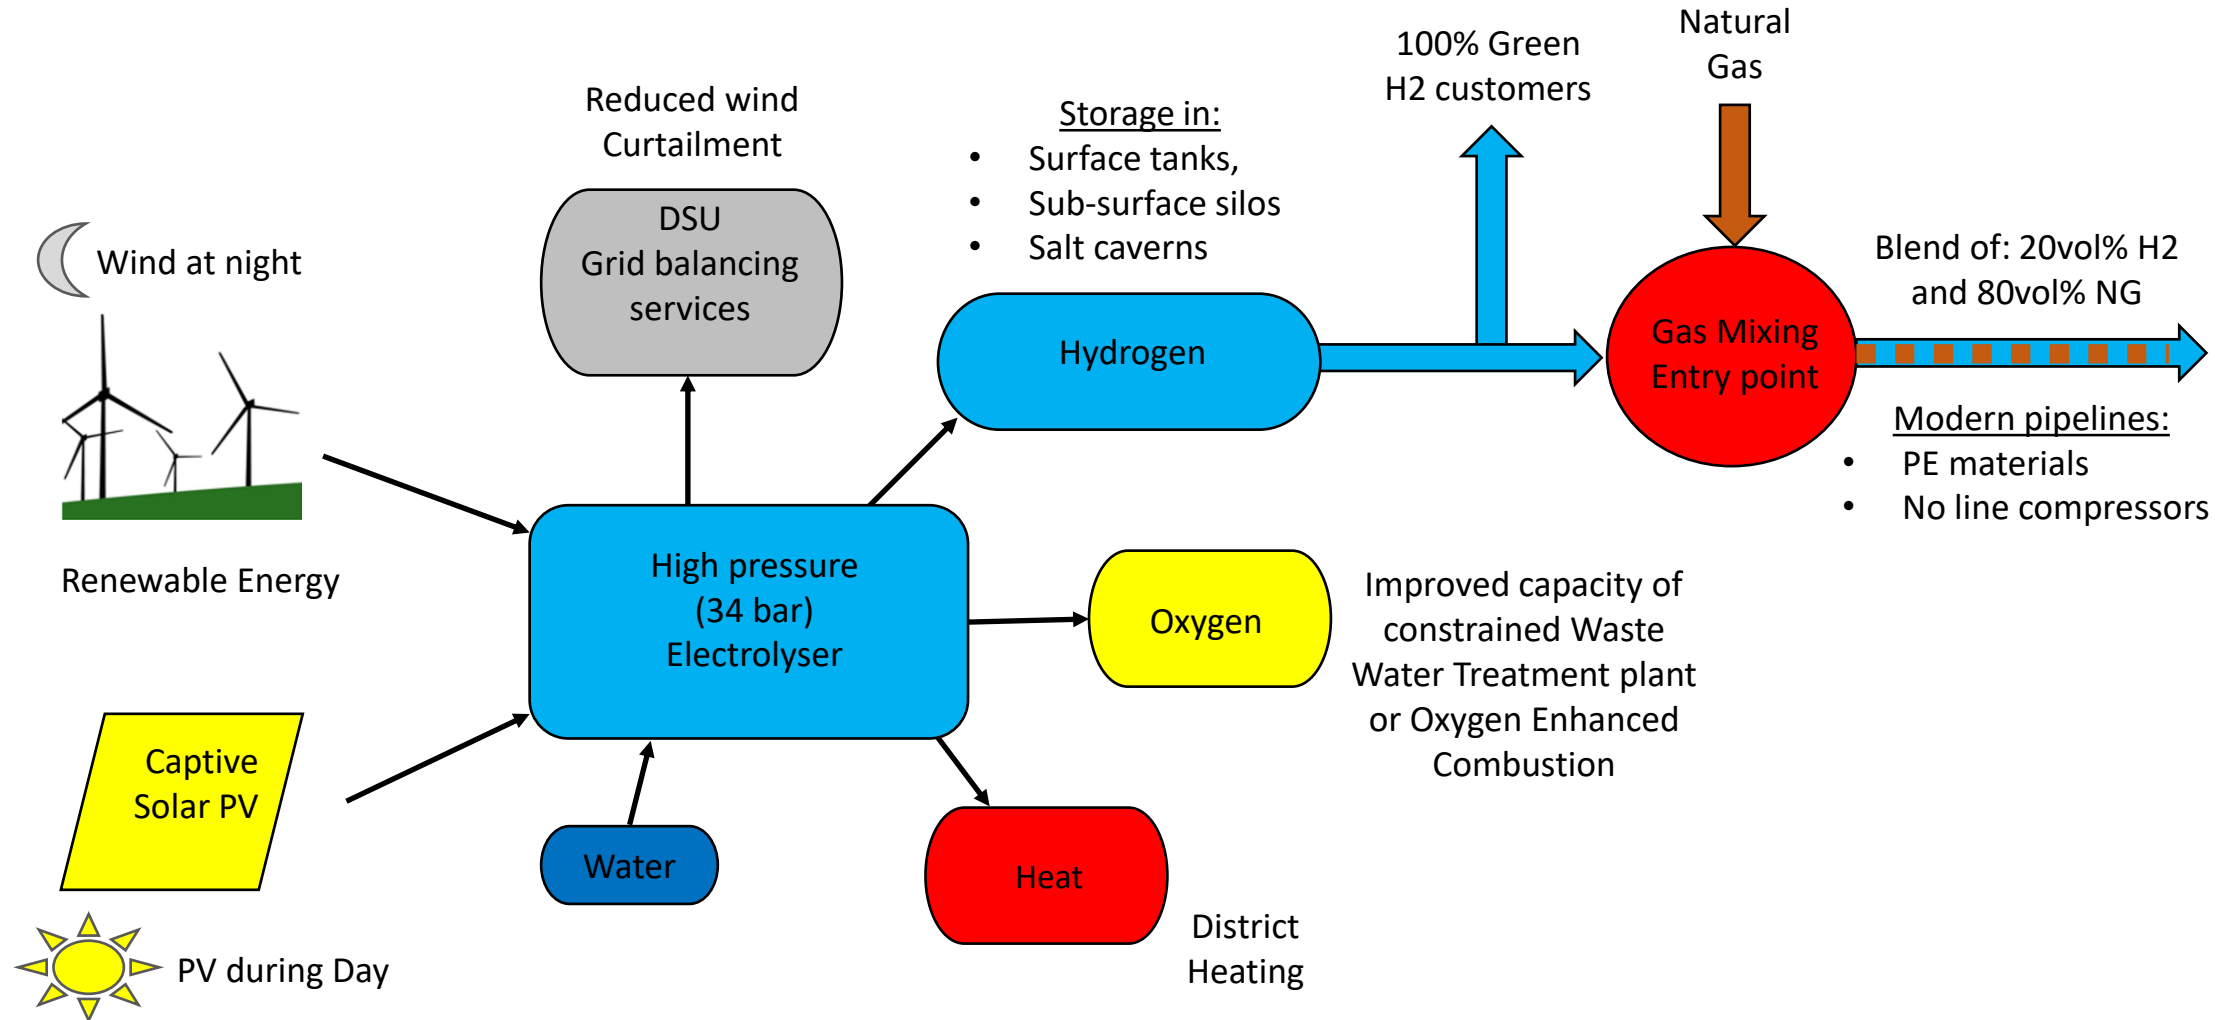 Natural
Gas
100% Green
H2 customers
Reduced wind
Curtailment
Storage in:
• Surface tanks,
• Sub-surface silos
• Salt caverns
DSU
Grid balancing
services
Wind at night
Blend of: 20vol% H2
and 80vol% NG
Hydrogen
Gas Mixing
Entry point
Modern pipelines:
• PE materials
• No line compressors
Renewable Energy
High pressure
(34 bar)
Electrolyser
Oxygen
Improved capacity of
constrained Waste
Water Treatment plant
or Oxygen Enhanced
Combustion
Captive
Solar PV
Water
Heat
District
Heating
PV during Day